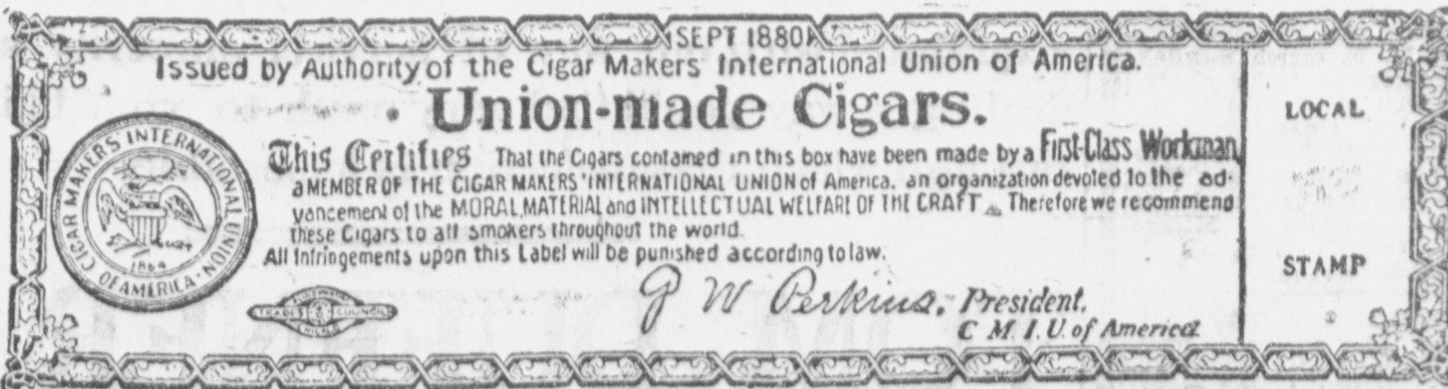 SEPT 1880
Issued by Authority of the Cigar Makers' International Union of America.
Union-made Cigars.
This Certifies That the Cigars contained in this box have been made by a First-Class Workman,
a MEMBER OF THE CIGAR MAKERS' INTERNATIONAL UNION of America, an organization devoted to the ad-
vancement of the MORAL, MATERIAL and INTELLECTUAL WELFARE OF THE CRAFT. Therefore we recommend
these Cigars to all smokers throughout the world.
All Infringements upon this Label will be punished according to law.
G W Perkins, President,
C M. I. U. of America
CIGAR MAKERS' INTERNATIONAL UNION
OF AMERICA
1864
TRADES COUNCIL
LOCAL
STAMP